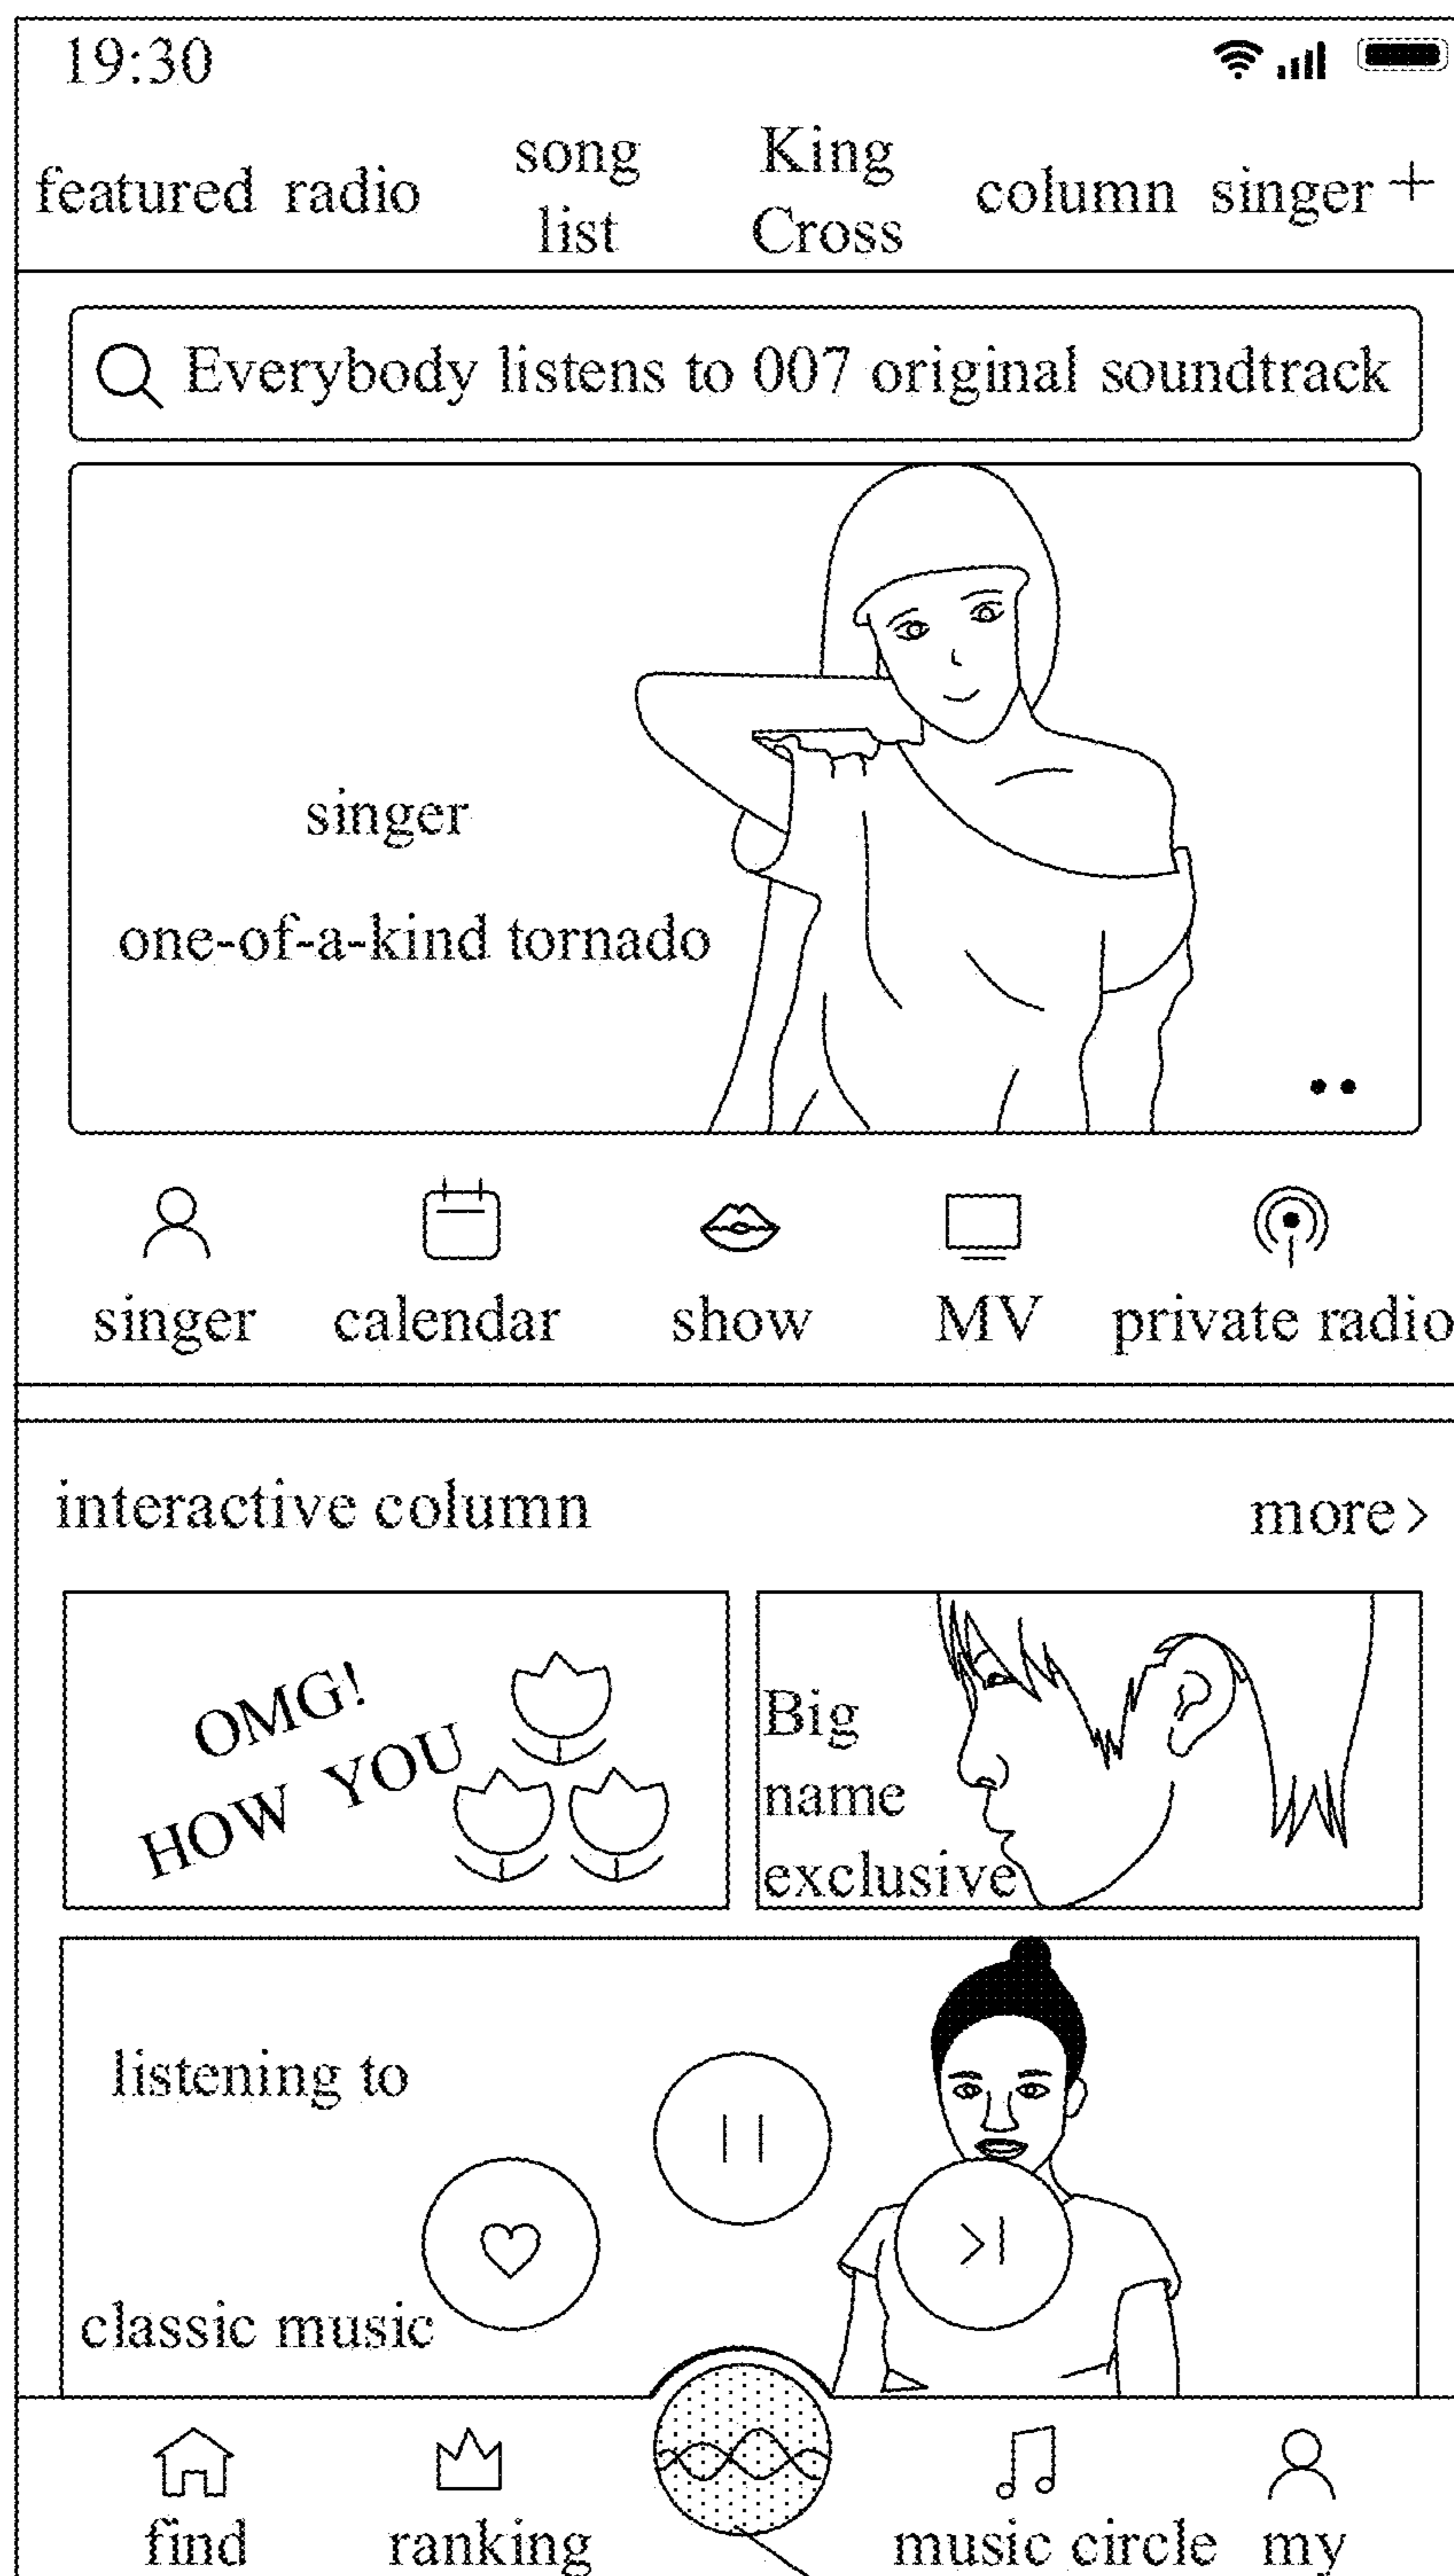 19:30
featured radio song list King Cross column singer +
Everybody listens to 007 original soundtrack
singer
one-of-a-kind tornado
singer calendar show MV private radio
interactive column more >
OMG!
HOW YOU
Big
name
exclusive
listening to
classic music
find ranking music circle my